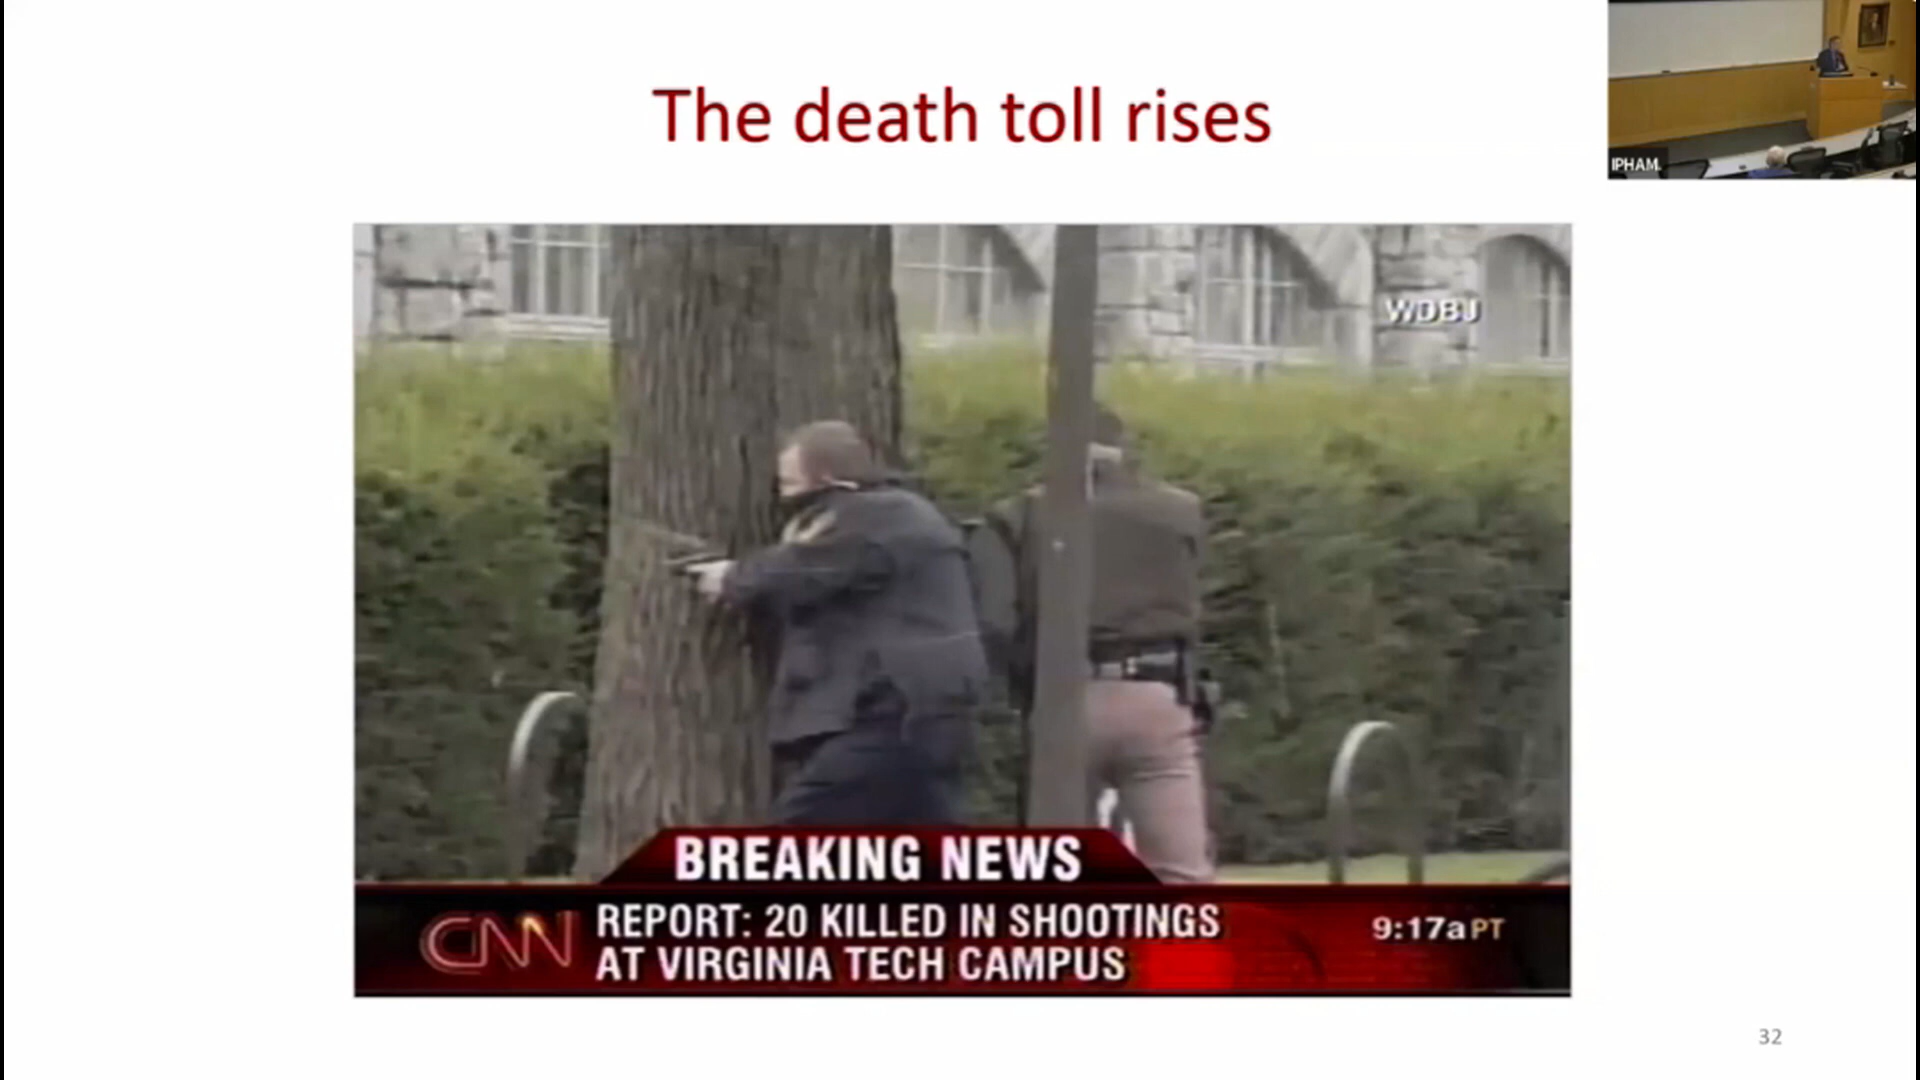 The death toll rises
IPHAM.
WDBJ
BREAKING NEWS
CNN
REPORT: 20 KILLED IN SHOOTINGS
AT VIRGINIA TECH CAMPUS
9:17a PT
32